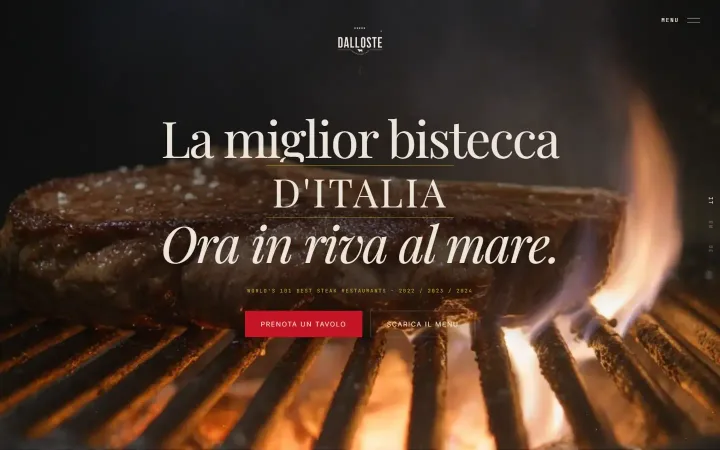 MENU
DALLOSTE
La miglior bistecca
D'ITALIA
Ora in riva al mare.
WORLD'S 101 BEST STEAK RESTAURANTS - 2022 / 2023 / 2024
PRENOTA UN TAVOLO
SCARICA IL MENU
IT